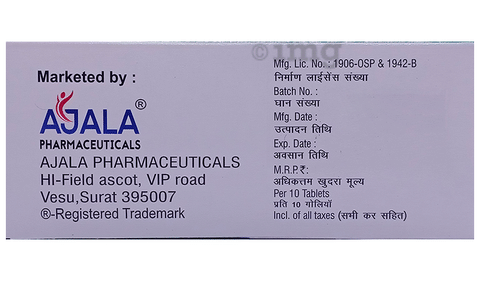 Marketed by :
AJALA®
PHARMACEUTICALS
AJALA PHARMACEUTICALS
HI-Field ascot, VIP road
Vesu,Surat 395007
®-Registered Trademark
Mfg. Lic. No. : 1906-OSP & 1942-B
निर्माण लाईसेंस संख्या
Batch No. :
घान संख्या
Mfg. Date :
उत्पादन तिथि
Exp. Date :
अवसान तिथि
M.R.P.₹:
अधिकतम खुदरा मूल्य
Per 10 Tablets
प्रति 10 गोलियाँ
Incl. of all taxes (सभी कर सहित)